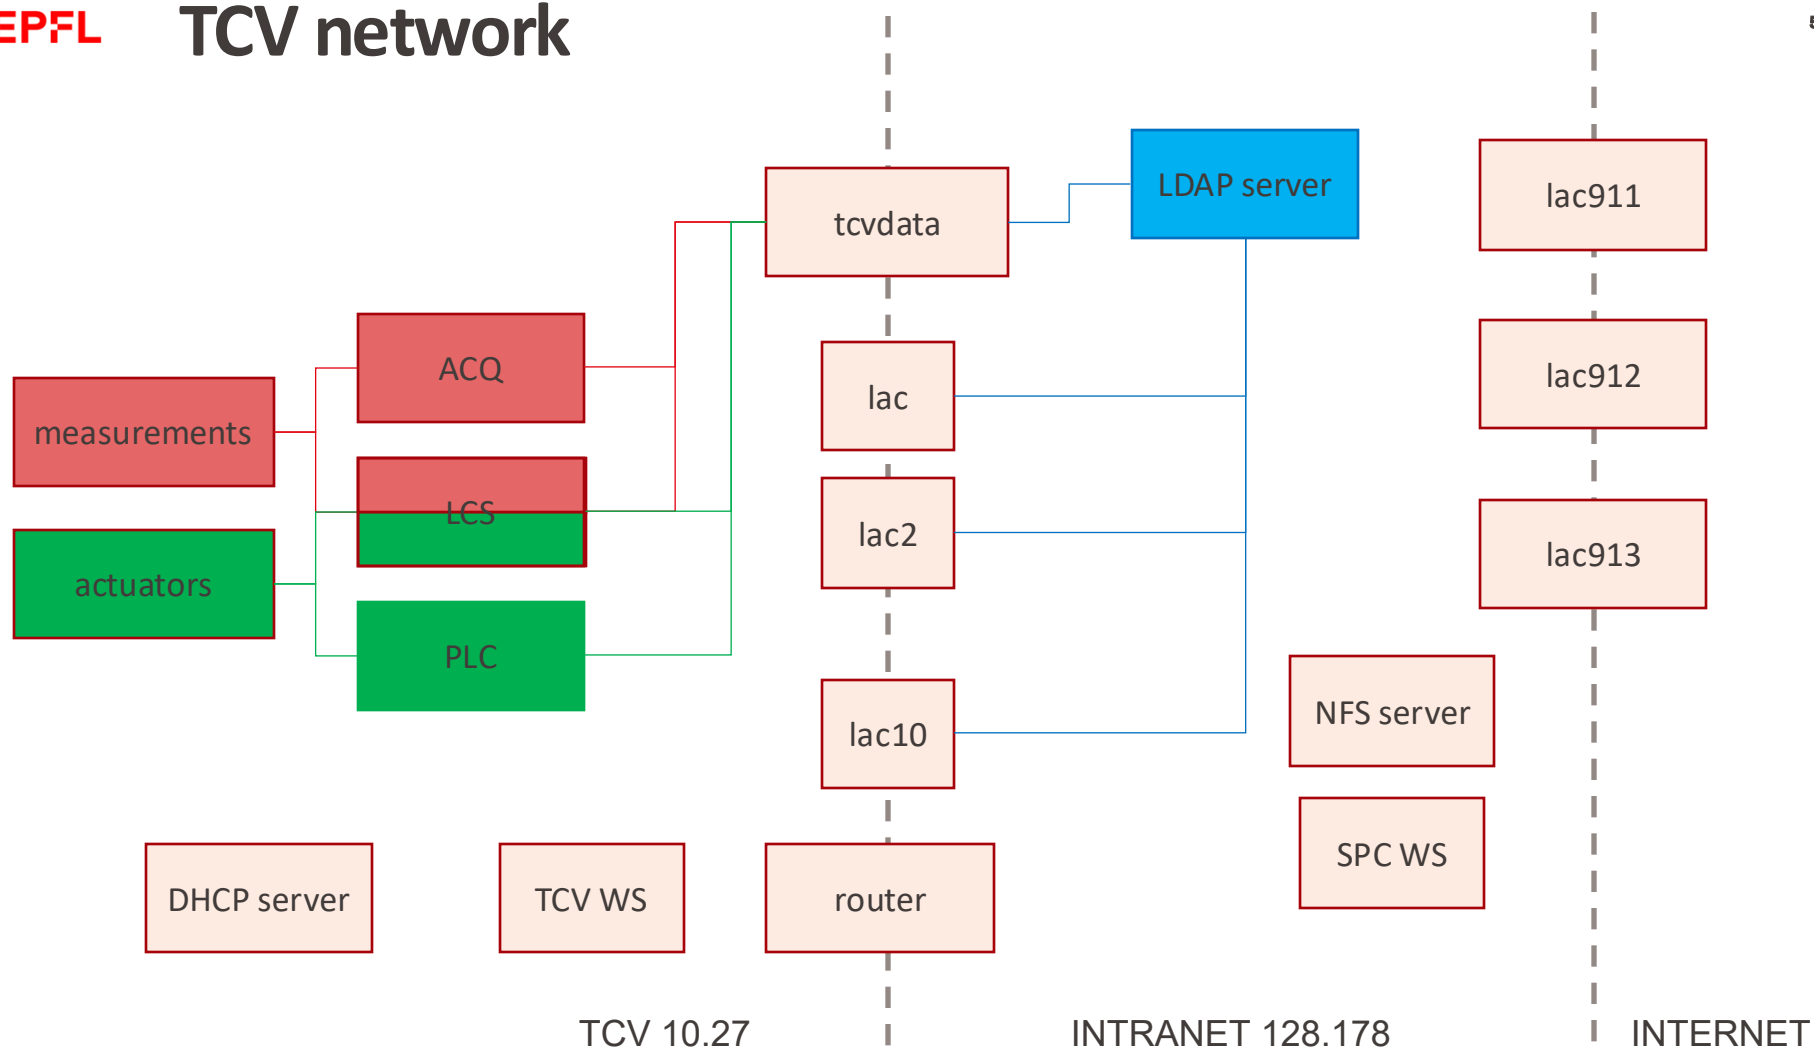 EPFL
TCV network
LDAP server
lac911
tcvdata
ACQ
lac
lac912
measurements
LCS
lac2
lac913
actuators
PLC
lac10
NFS server
SPC WS
DHCP server
TCV WS
router
TCV 10.27
INTRANET 128.178
INTERNET